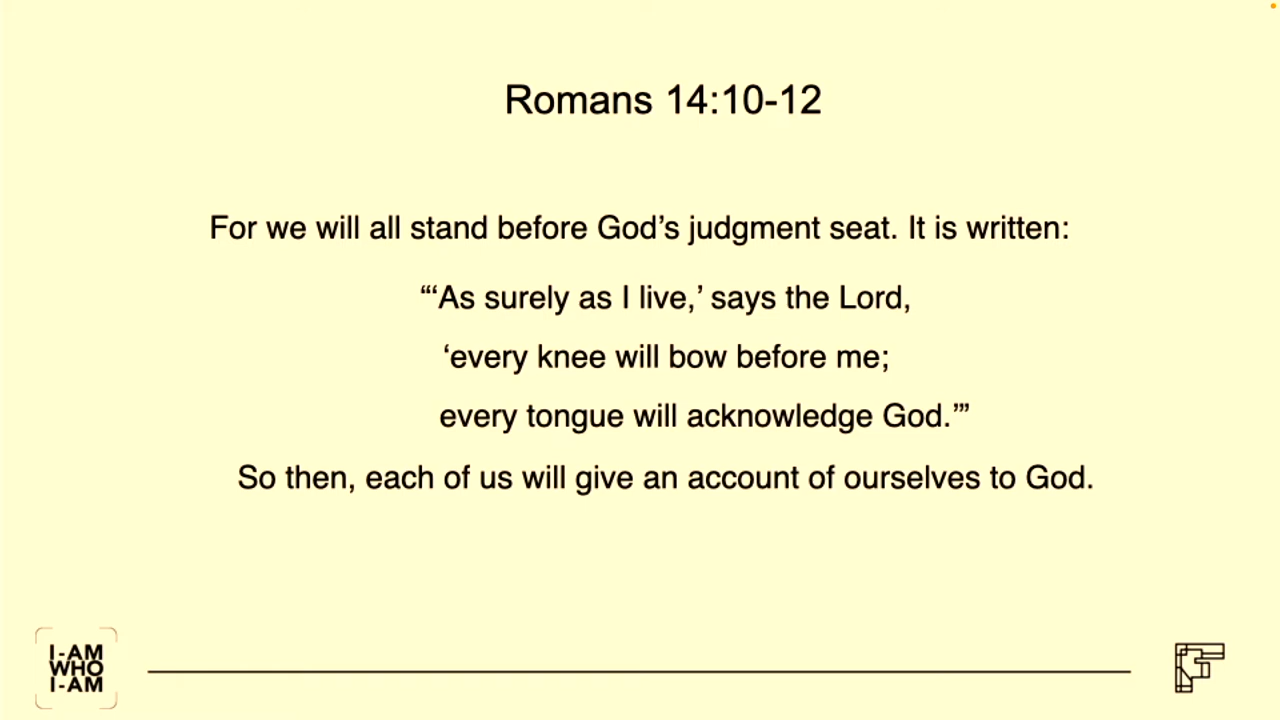 Romans 14:10-12
For we will all stand before God’s judgment seat. It is written:
“‘As surely as I live,’ says the Lord,
‘every knee will bow before me;
every tongue will acknowledge God.’”
So then, each of us will give an account of ourselves to God.
I-AM
WHO
I-AM